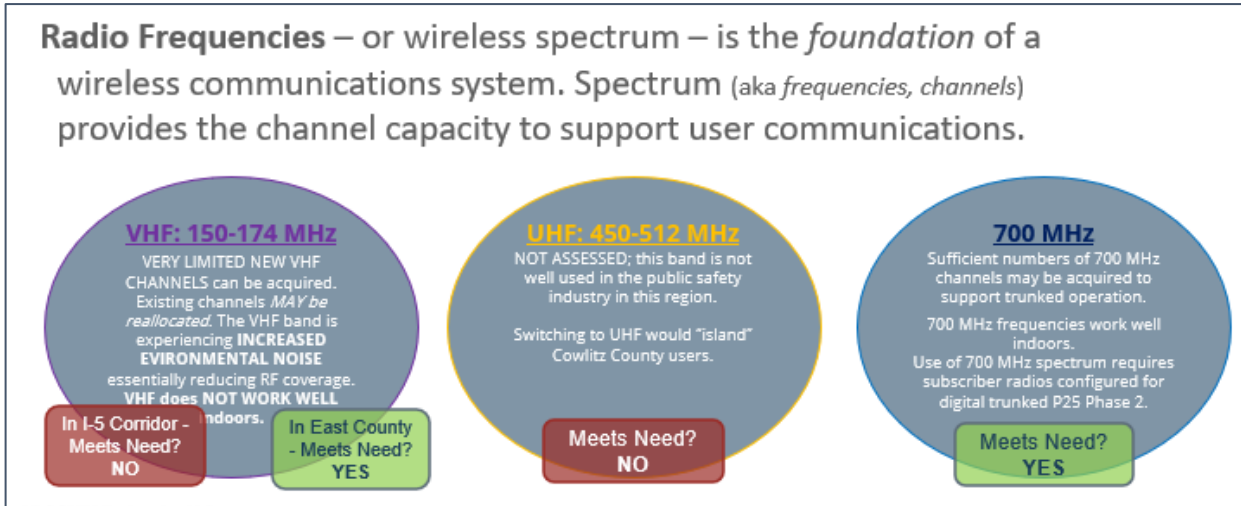 Radio Frequencies – or wireless spectrum – is the foundation of a
wireless communications system. Spectrum (aka frequencies, channels)
provides the channel capacity to support user communications.
VHF: 150-174 MHz
VERY LIMITED NEW VHF
CHANNELS can be acquired.
Existing channels MAY be
reallocated. The VHF band is
experiencing INCREASED
EVIRONMENTAL NOISE
essentially reducing RF coverage.
VHF does NOT WORK WELL
indoors.
In I-5 Corridor -
Meets Need?
NO
In East County
- Meets Need?
YES
UHF: 450-512 MHz
NOT ASSESSED; this band is not
well used in the public safety
industry in this region.
Switching to UHF would “island”
Cowlitz County users.
Meets Need?
NO
700 MHz
Sufficient numbers of 700 MHz
channels may be acquired to
support trunked operation.
700 MHz frequencies work well
indoors.
Use of 700 MHz spectrum requires
subscriber radios configured for
digital trunked P25 Phase 2.
Meets Need?
YES